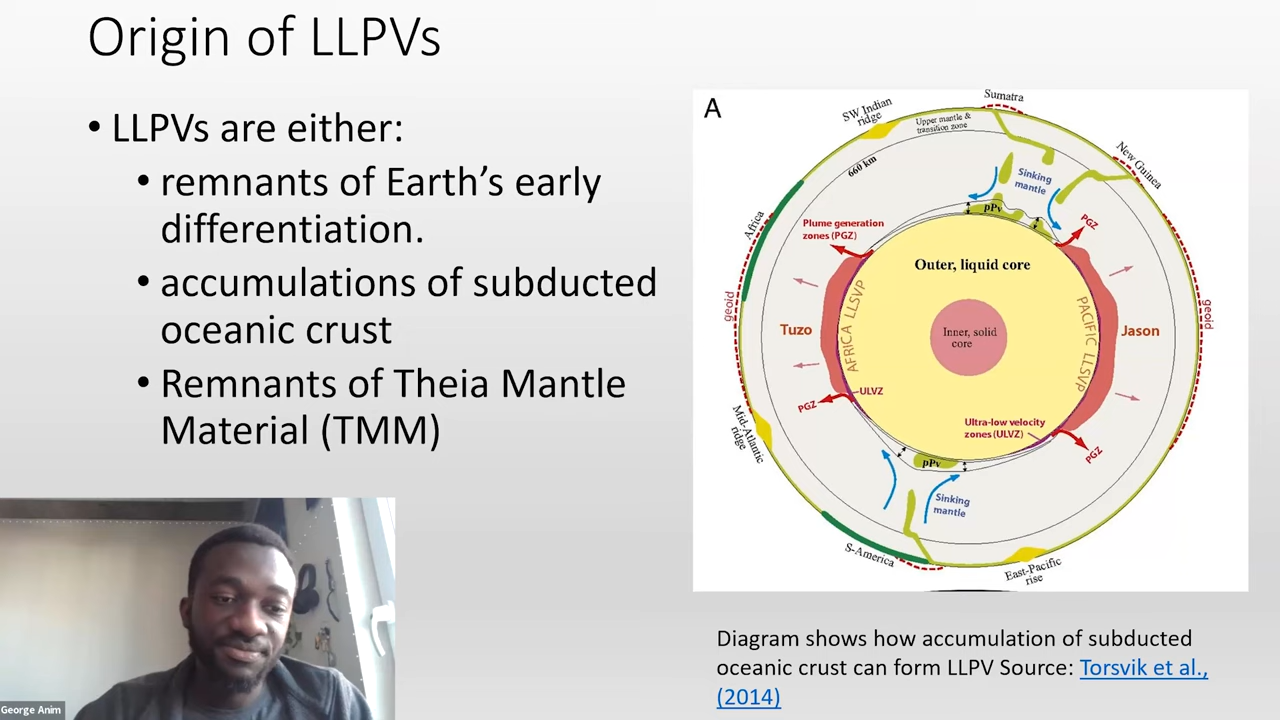 Origin of LLPVs
• LLPVs are either:
• remnants of Earth’s early
differentiation.
• accumulations of subducted
oceanic crust
• Remnants of Theia Mantle
Material (TMM)
A
Sumatra
SW Indian
ridge
Upper mantle &
transition zone
New Guinea
660 km
Sinking
mantle
pPv
Africa
Plume generation
zones (PGZ)
PGZ
Outer, liquid core
geoid
AFRICA LLSVP
PACIFIC LLSVP
geoid
Tuzo
Inner, solid
core
Jason
ULVZ
PGZ
Mid-Atlantic
ridge
Ultra-low velocity
zones (ULVZ)
PGZ
pPv
Sinking
mantle
S-America
East-Pacific
rise
Diagram shows how accumulation of subducted
oceanic crust can form LLPV Source: Torsvik et al.,
(2014)
George Anim